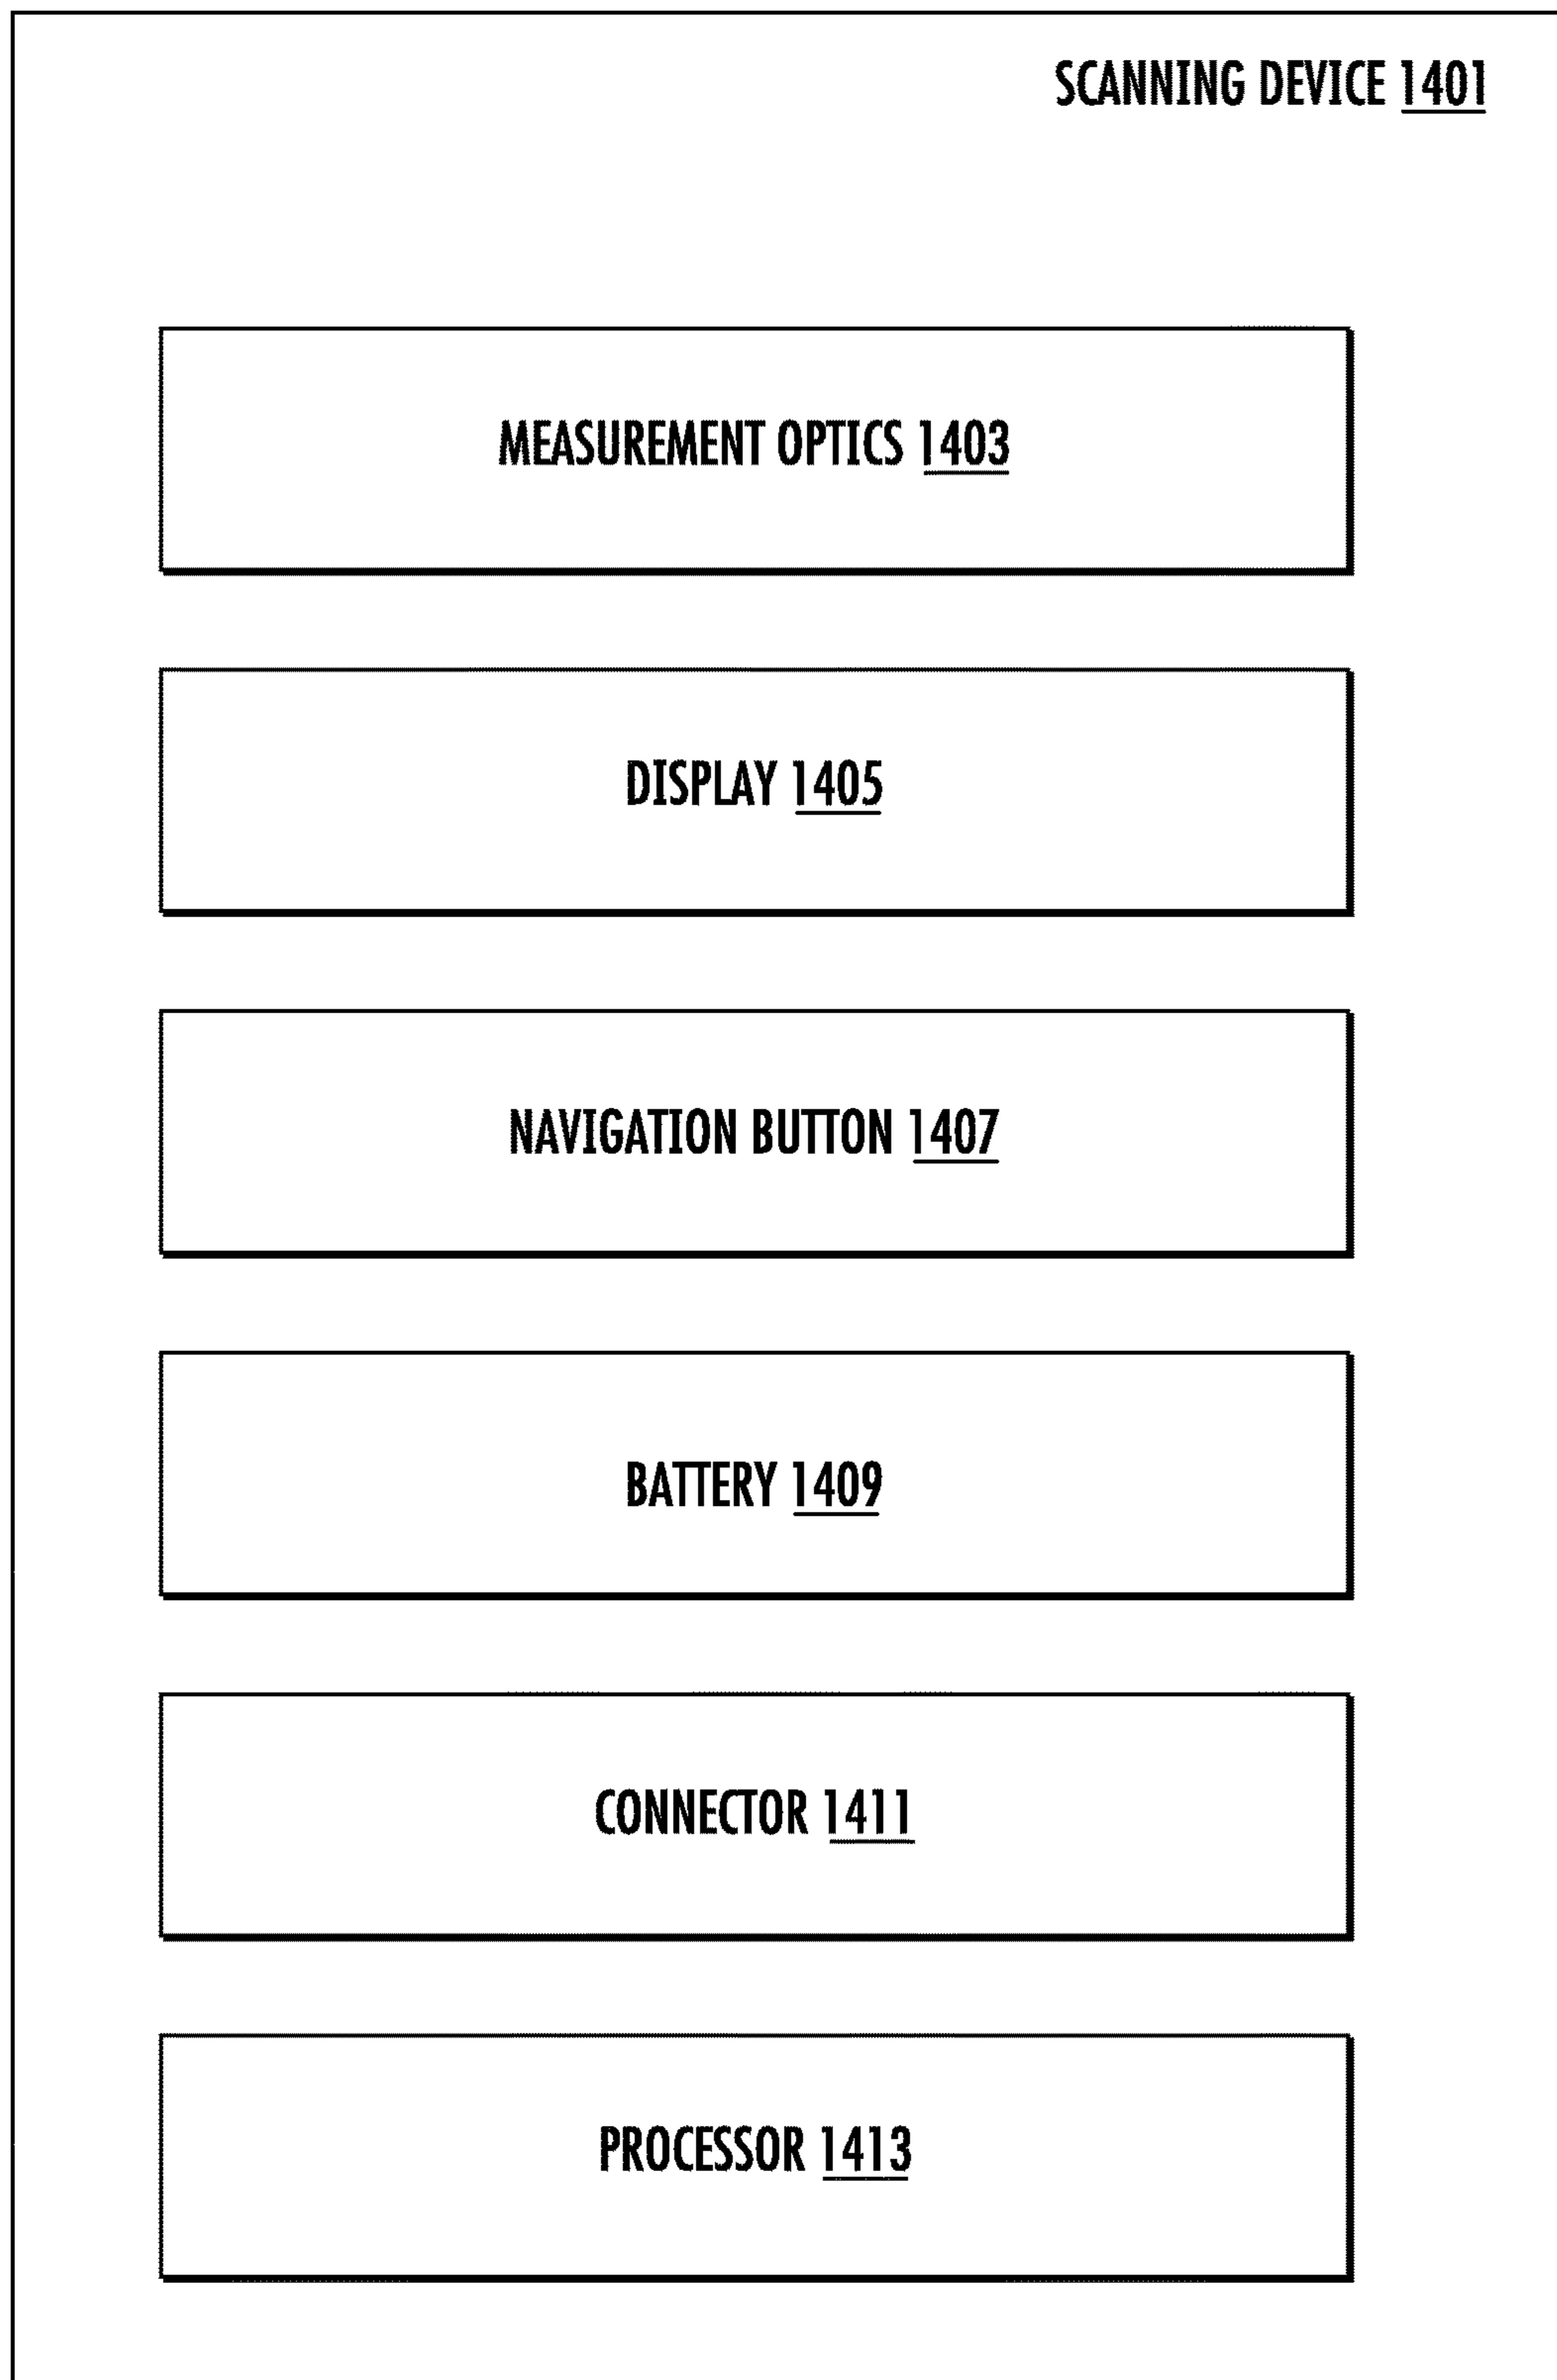 SCANNING DEVICE 1401
MEASUREMENT OPTICS 1403
DISPLAY 1405
NAVIGATION BUTTON 1407
BATTERY 1409
CONNECTOR 1411
PROCESSOR 1413